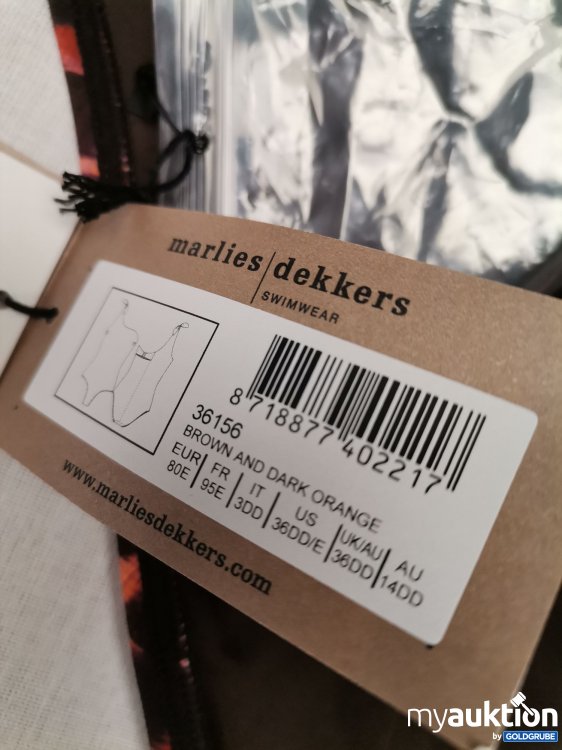 marlies | dekkers
SWIMWEAR
8 718877 402217
36156
BROWN AND DARK ORANGE
EUR FR IT US UK/AU AU
80E 95E 3DD 36DD/E 36DD 14DD
www.marliesdekkers.com
myauktion
by GOLDGRUBE